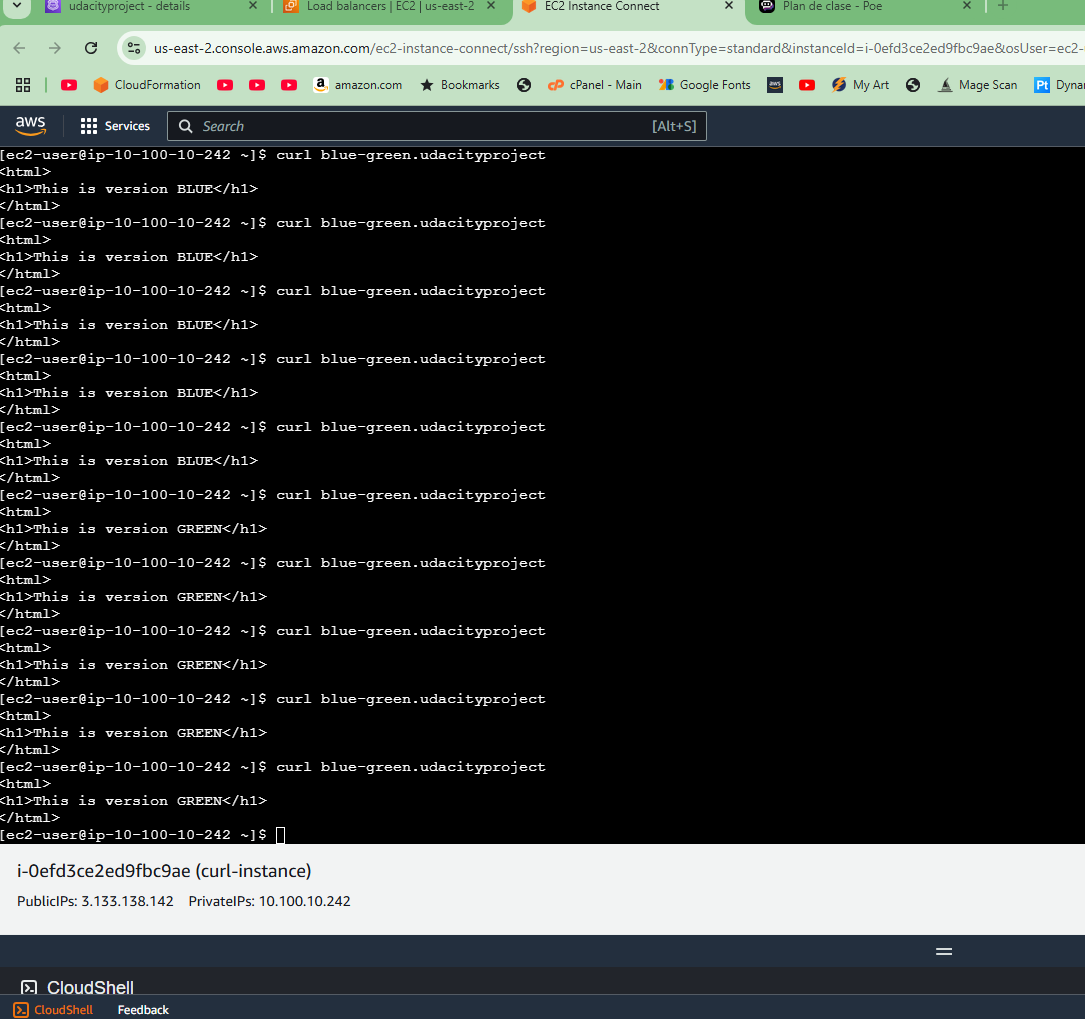 udacityproject - details
Load balancers | EC2 | us-east-2
EC2 Instance Connect
Plan de clase - Poe
us-east-2.console.aws.amazon.com/ec2-instance-connect/ssh?region=us-east-2&connType=standard&instanceId=i-0efd3ce2ed9fbc9ae&osUser=ec2-
CloudFormation
amazon.com
Bookmarks
cPanel - Main
Google Fonts
My Art
Mage Scan
Dyna
aws
Services
Search
[Alt+S]
[ec2-user@ip-10-100-10-242 ~]$ curl blue-green.udacityproject
<html>
<h1>This is version BLUE</h1>
</html>
[ec2-user@ip-10-100-10-242 ~]$ curl blue-green.udacityproject
<html>
<h1>This is version BLUE</h1>
</html>
[ec2-user@ip-10-100-10-242 ~]$ curl blue-green.udacityproject
<html>
<h1>This is version BLUE</h1>
</html>
[ec2-user@ip-10-100-10-242 ~]$ curl blue-green.udacityproject
<html>
<h1>This is version BLUE</h1>
</html>
[ec2-user@ip-10-100-10-242 ~]$ curl blue-green.udacityproject
<html>
<h1>This is version BLUE</h1>
</html>
[ec2-user@ip-10-100-10-242 ~]$ curl blue-green.udacityproject
<html>
<h1>This is version GREEN</h1>
</html>
[ec2-user@ip-10-100-10-242 ~]$ curl blue-green.udacityproject
<html>
<h1>This is version GREEN</h1>
</html>
[ec2-user@ip-10-100-10-242 ~]$ curl blue-green.udacityproject
<html>
<h1>This is version GREEN</h1>
</html>
[ec2-user@ip-10-100-10-242 ~]$ curl blue-green.udacityproject
<html>
<h1>This is version GREEN</h1>
</html>
[ec2-user@ip-10-100-10-242 ~]$ curl blue-green.udacityproject
<html>
<h1>This is version GREEN</h1>
</html>
[ec2-user@ip-10-100-10-242 ~]$
i-0efd3ce2ed9fbc9ae (curl-instance)
PublicIPs: 3.133.138.142 PrivateIPs: 10.100.10.242
CloudShell
CloudShell
Feedback